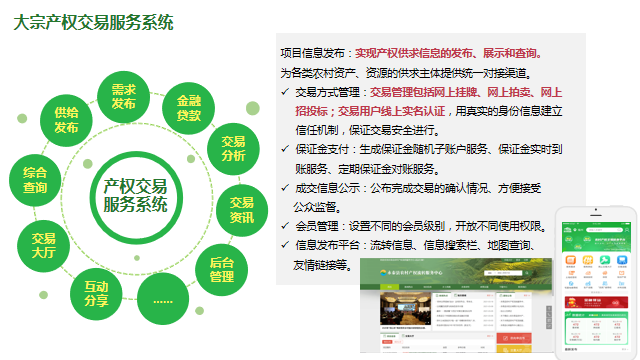 大宗产权交易服务系统
需求
发布
金融
贷款
交易
分析
交易
资讯
后台
管理
……
互动
分享
交易
大厅
综合
查询
供给
发布
产权交易
服务系统
项目信息发布：实现产权供求信息的发布、展示和查询。
为各类农村资产、资源的供求主体提供统一对接渠道。
✓ 交易方式管理：交易管理包括网上挂牌、网上拍卖、网上
招投标；交易用户线上实名认证，用真实的身份信息建立
信任机制，保证交易安全进行。
✓ 保证金支付：生成保证金随机子账户服务、保证金实时到
账服务、定期保证金对账服务。
✓ 成交信息公示：公布完成交易的确认情况、方便接受
公众监督。
✓ 会员管理：设置不同的会员级别，开放不同使用权限。
✓ 信息发布平台：流转信息、信息搜索栏、地图查询、
友情链接等。